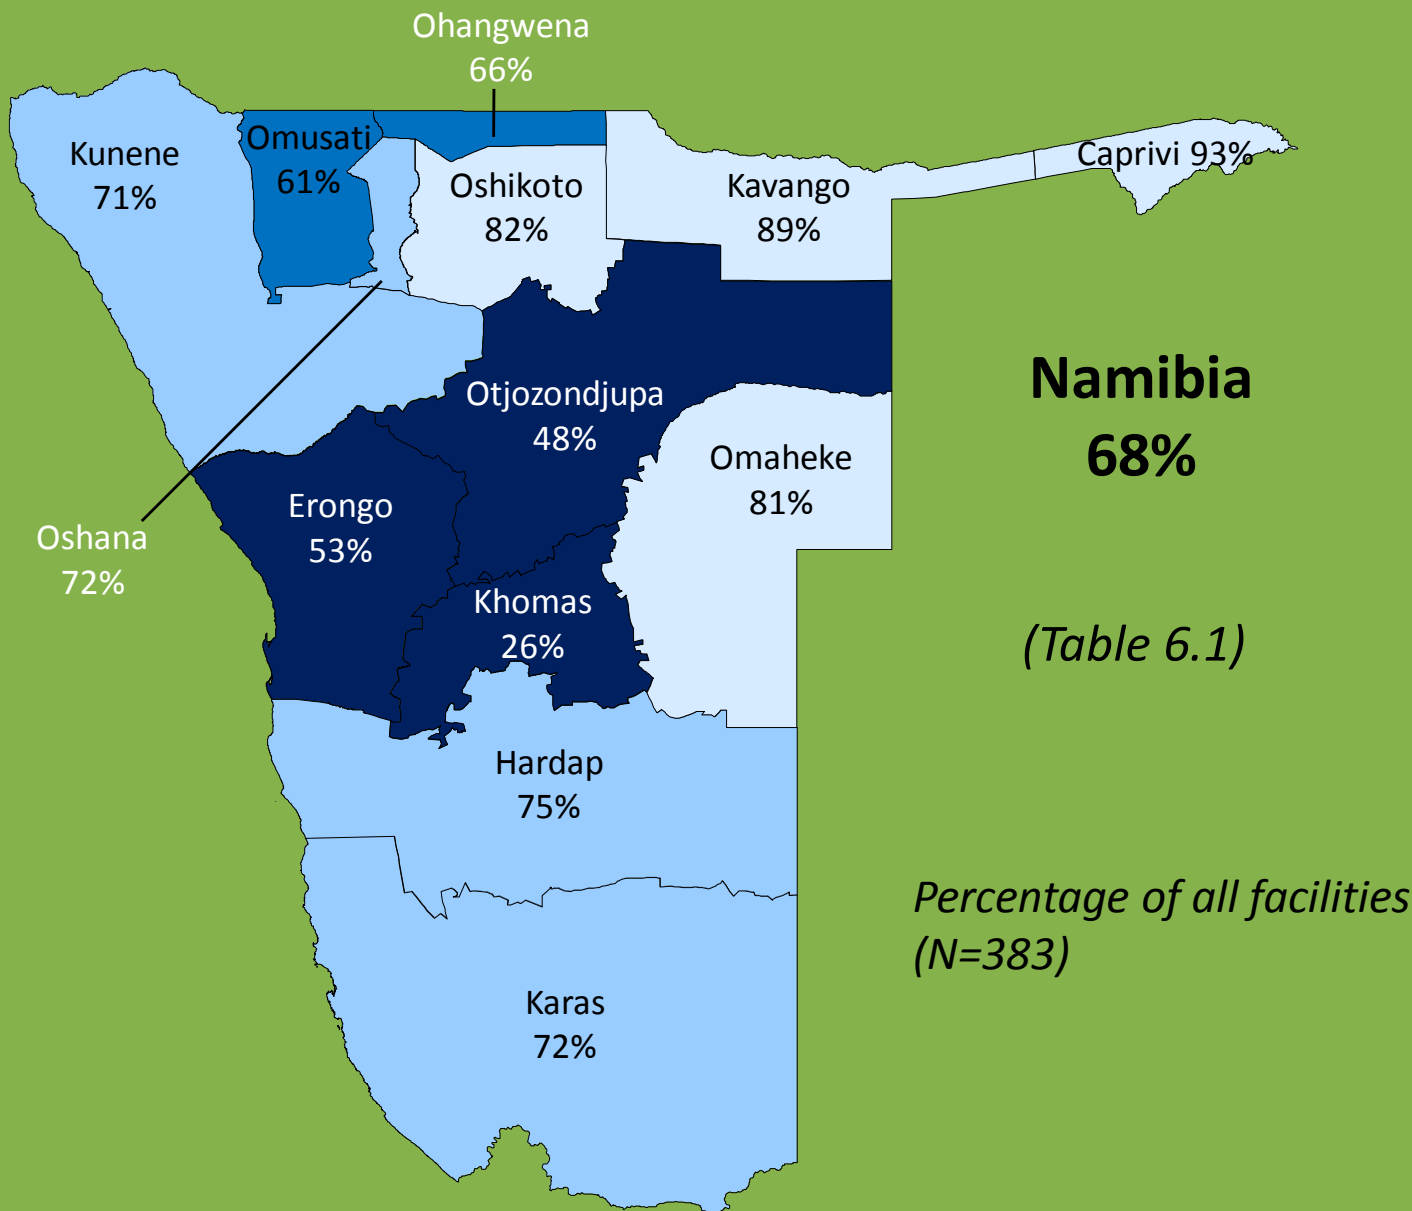 Ohangwena
66%
Kunene
71%
Omusati
61%
Oshikoto
82%
Kavango
89%
Caprivi 93%
Otjozondjupa
48%
Namibia
68%
Omaheke
81%
Erongo
53%
Oshana
72%
Khomas
26%
(Table 6.1)
Hardap
75%
Percentage of all facilities
(N=383)
Karas
72%